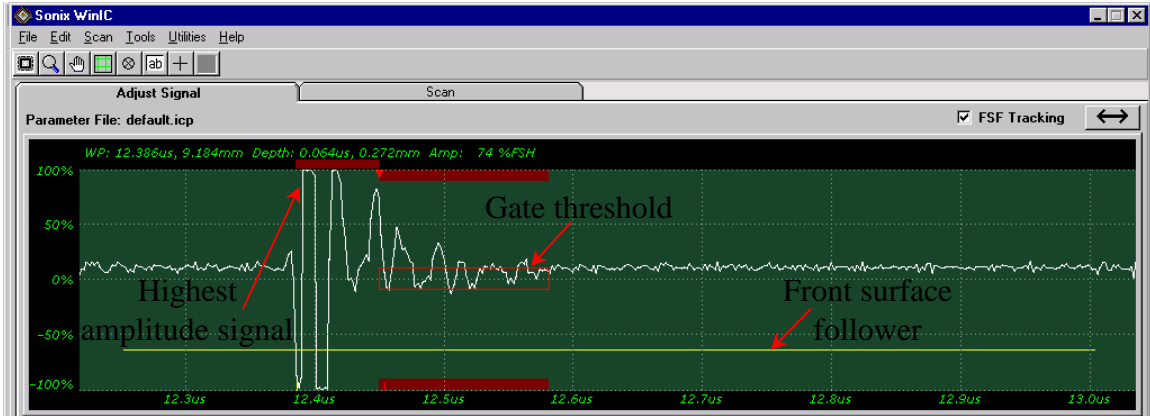 Sonix WinIC
File Edit Scan Tools Utilities Help
ab
Adjust Signal Scan
Parameter File: default.icp FSF Tracking
WP: 12.386us, 9.184mm Depth: 0.064us, 0.272mm Amp: 74 %FSH
100%
50%
0%
-50%
-100%
Gate threshold
Highest
amplitude signal
Front surface
follower
12.3us 12.4us 12.5us 12.6us 12.7us 12.8us 12.9us 13.0us